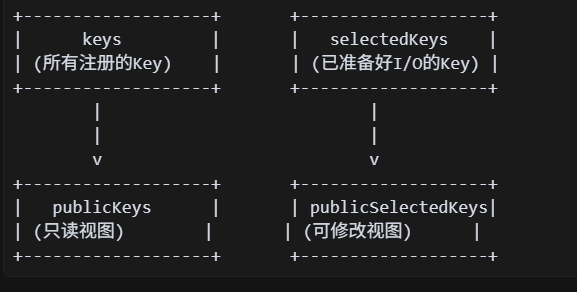 +-------------------+       +-------------------+
|      keys         |       |   selectedKeys    |
| (所有注册的Key)    |       | (已准备好I/O的Key) |
+-------------------+       +-------------------+
        |                           |
        |                           |
        v                           v
+-------------------+       +-------------------+
|   publicKeys      |       | publicSelectedKeys|
| (只读视图)        |       | (可修改视图)      |
+-------------------+       +-------------------+